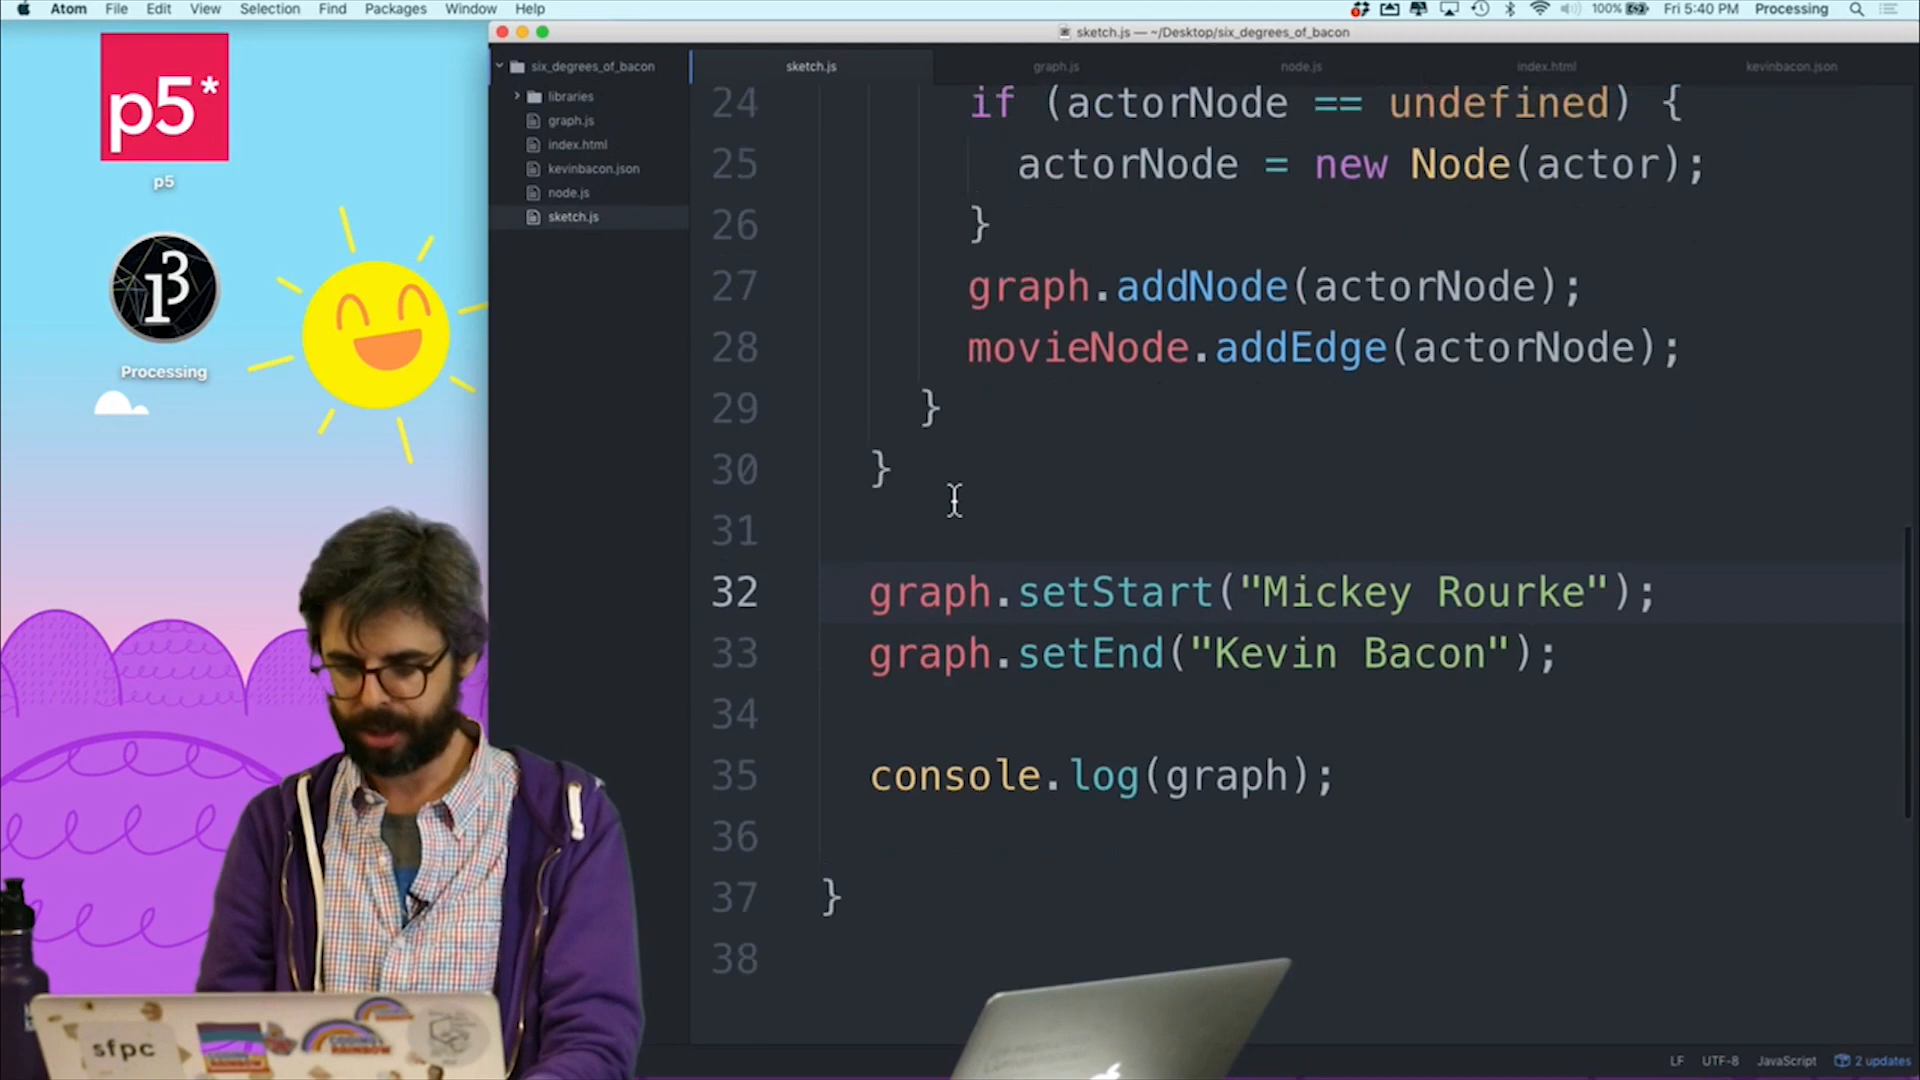 Atom File Edit View Selection Find Packages Window Help
100% Fri 5:40 PM Processing
sketch.js — ~/Desktop/six_degrees_of_bacon
p5*
p5
Processing
six_degrees_of_bacon
libraries
graph.js
index.html
kevinbacon.json
node.js
sketch.js
sketch.js graph.js node.js index.html kevinbacon.json
24 if (actorNode == undefined) {
25 actorNode = new Node(actor);
26 }
27 graph.addNode(actorNode);
28 movieNode.addEdge(actorNode);
29 }
30 }
31
32 graph.setStart("Mickey Rourke");
33 graph.setEnd("Kevin Bacon");
34
35 console.log(graph);
36
37 }
38
sfpc
CODING
RAINBOW
CODING
RAINBOW
LF UTF-8 JavaScript 2 updates